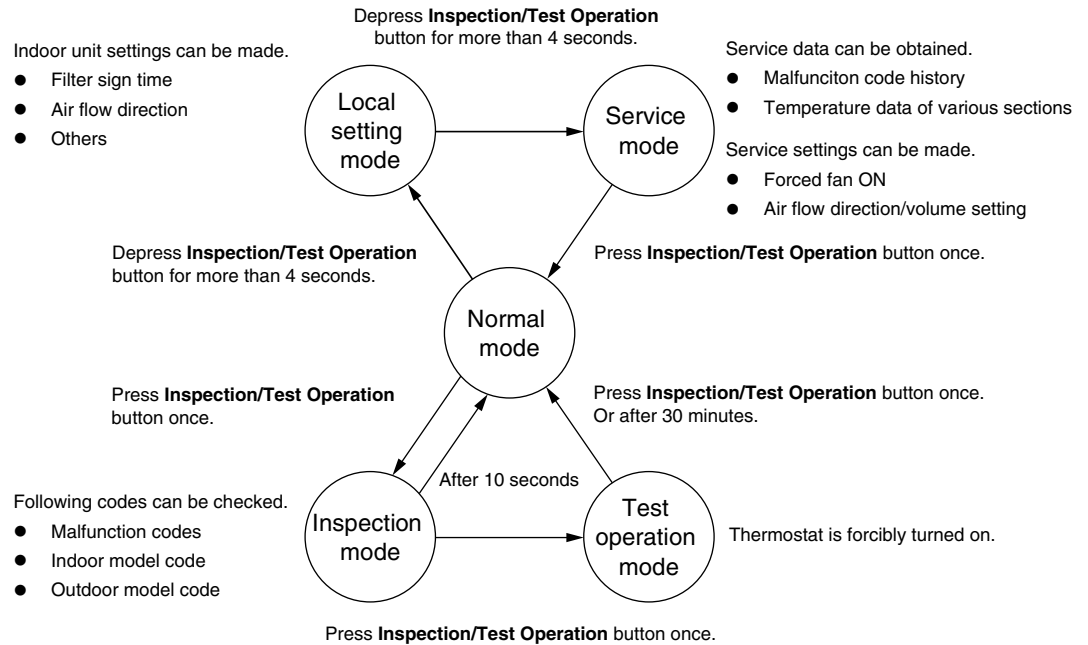 Depress Inspection/Test Operation
button for more than 4 seconds.
Indoor unit settings can be made.
● Filter sign time
● Air flow direction
● Others
Local
setting
mode
Service
mode
Service data can be obtained.
● Malfunciton code history
● Temperature data of various sections
Service settings can be made.
● Forced fan ON
● Air flow direction/volume setting
Depress Inspection/Test Operation
button for more than 4 seconds.
Press Inspection/Test Operation button once.
Normal
mode
Press Inspection/Test Operation
button once.
Press Inspection/Test Operation button once.
Or after 30 minutes.
After 10 seconds
Following codes can be checked.
● Malfunction codes
● Indoor model code
● Outdoor model code
Inspection
mode
Test
operation
mode
Thermostat is forcibly turned on.
Press Inspection/Test Operation button once.